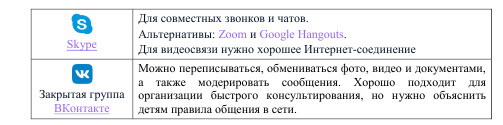 Skype
Для совместных звонков и чатов.
Альтернативы: Zoom и Google Hangouts.
Для видеосвязи нужно хорошее Интернет-соединение
Закрытая группа
ВКонтакте
Можно переписываться, обмениваться фото, видео и документами,
а также модерировать сообщения. Хорошо подходит для
организации быстрого консультирования, но нужно объяснить
детям правила общения в сети.